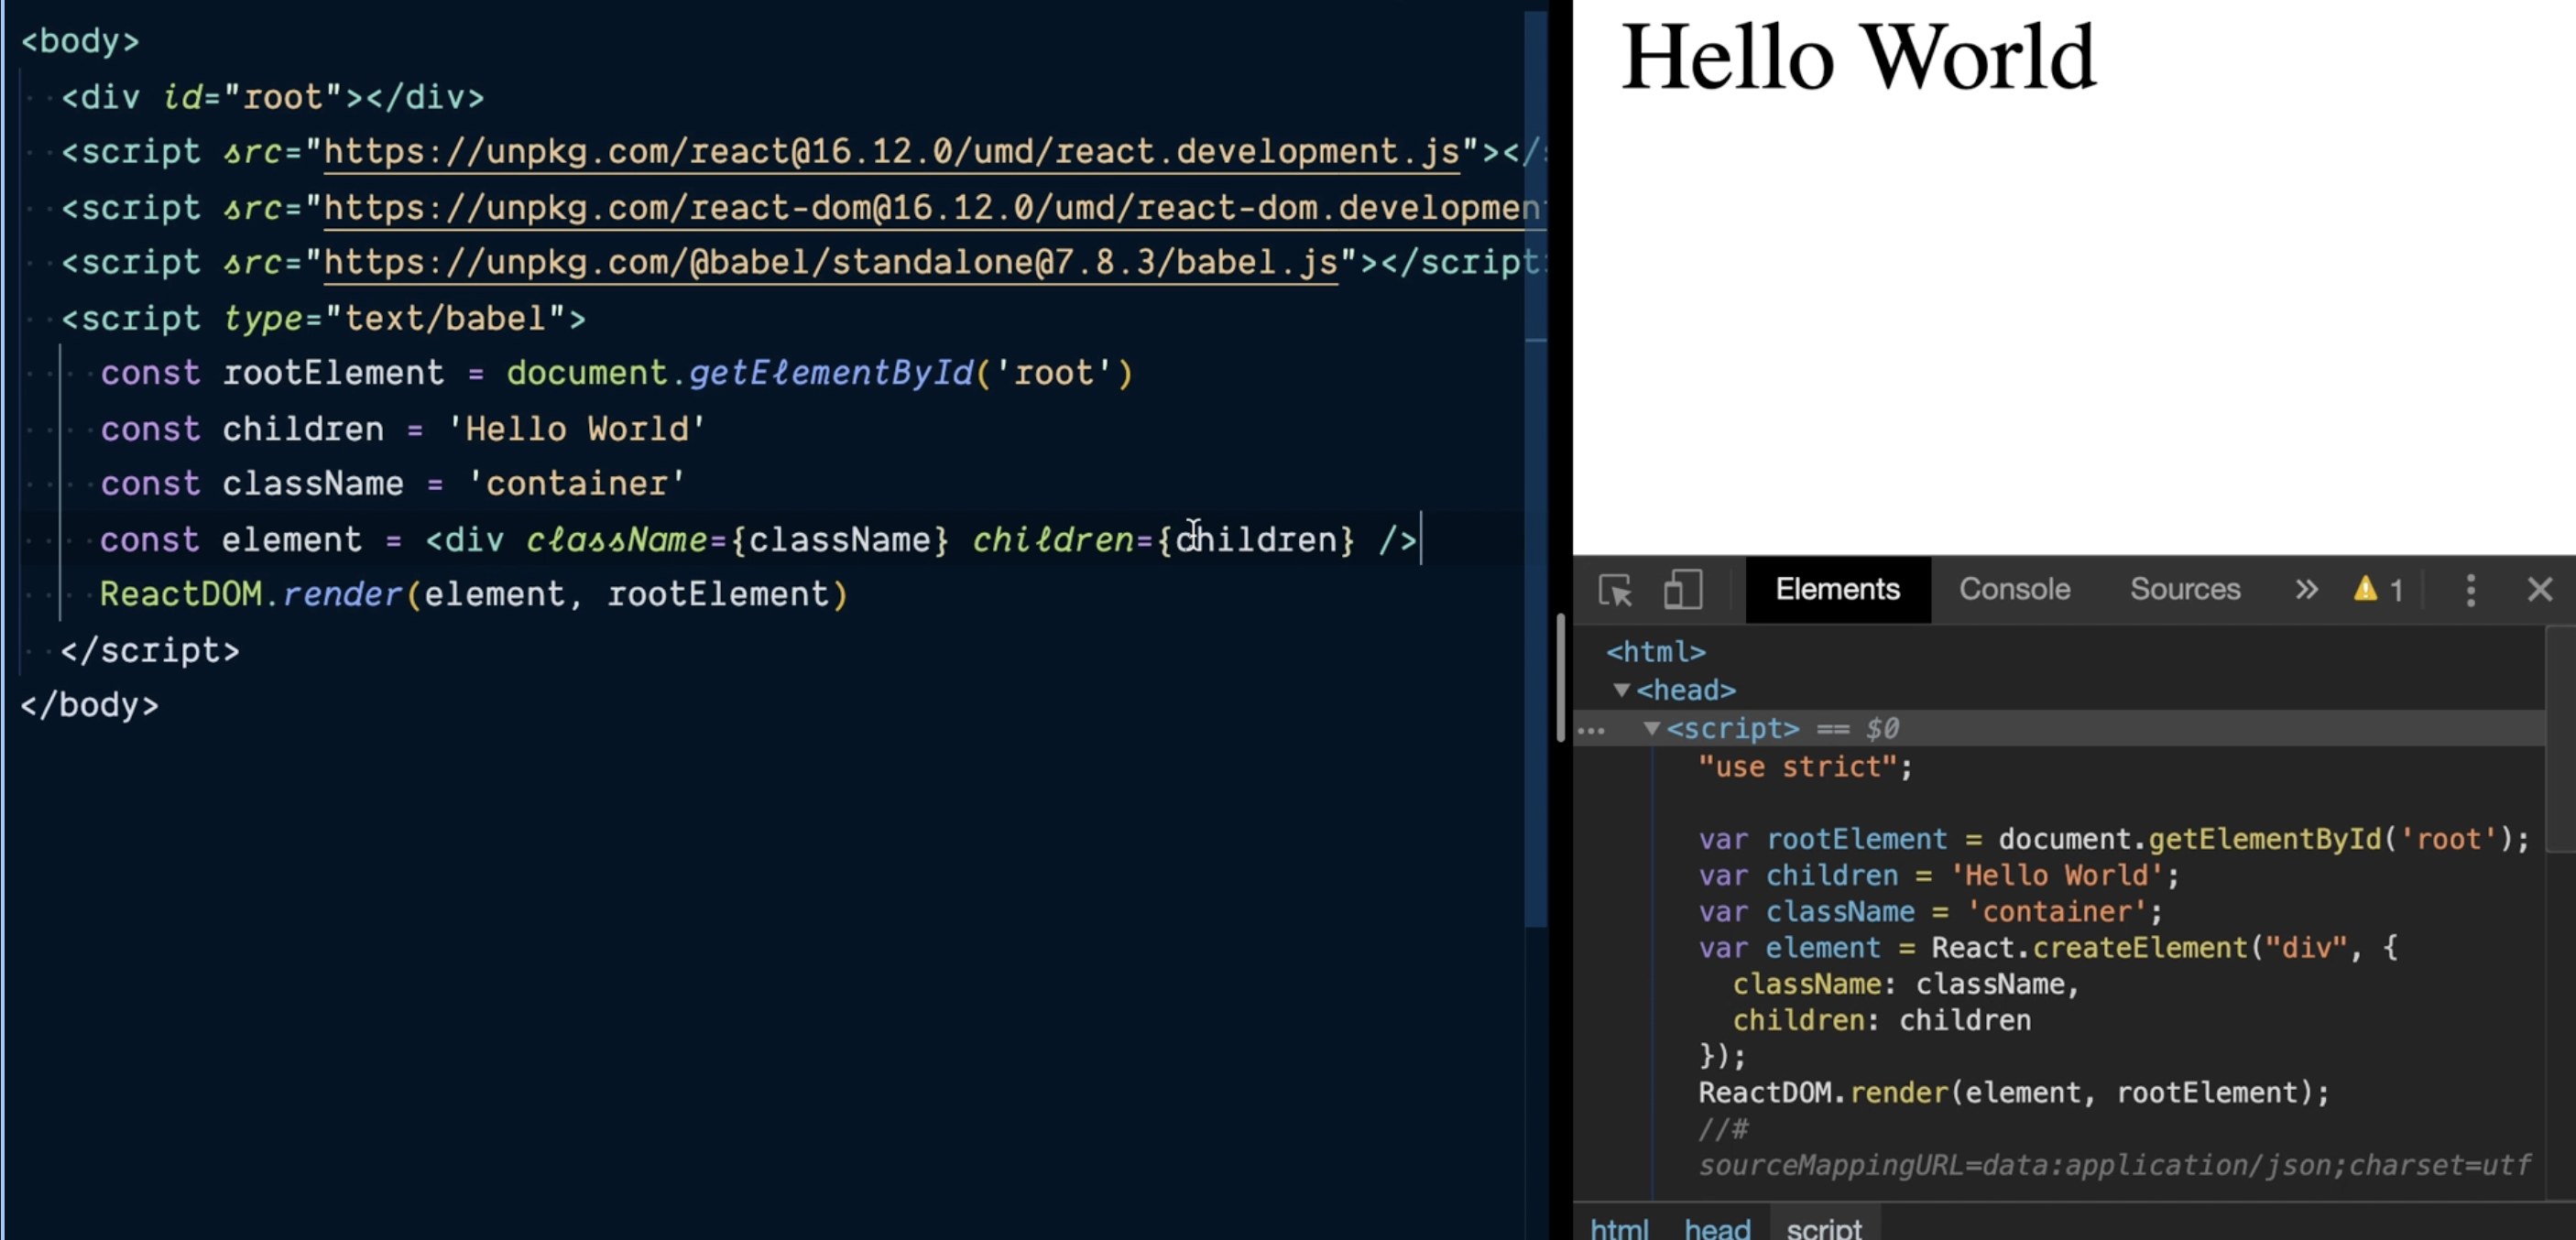 <body>
<div id="root"></div>
<script src="https://unpkg.com/react@16.12.0/umd/react.development.js"></
<script src="https://unpkg.com/react-dom@16.12.0/umd/react-dom.developmen
<script src="https://unpkg.com/@babel/standalone@7.8.3/babel.js"></script
<script type="text/babel">
const rootElement = document.getElementById('root')
const children = 'Hello World'
const className = 'container'
const element = <div className={className} children={children} />
ReactDOM.render(element, rootElement)
</script>
</body>
Hello World
Elements Console Sources » 1
<html>
▼<head>
... ▼<script> == $0
"use strict";
var rootElement = document.getElementById('root');
var children = 'Hello World';
var className = 'container';
var element = React.createElement("div", {
className: className,
children: children
});
ReactDOM.render(element, rootElement);
//#
sourceMappingURL=data:application/json;charset=utf
html head script